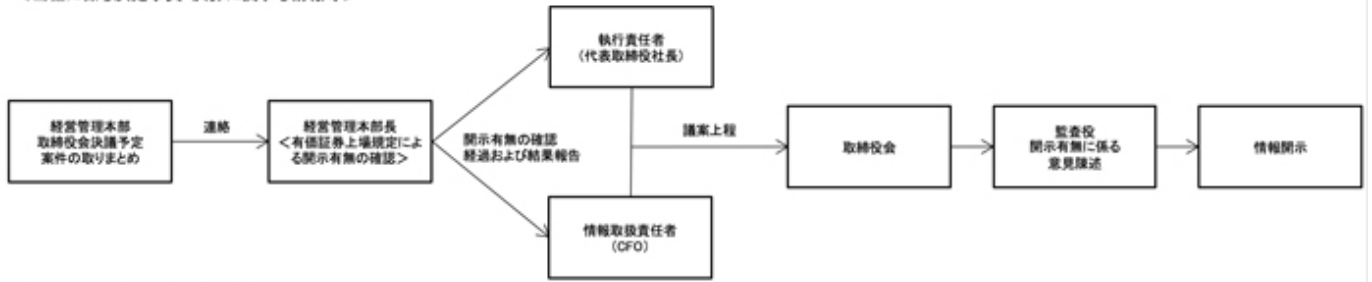 執行責任者
(代表取締役社長)
経営管理本部
取締役会決議予定
案件の取りまとめ
連絡
経営管理本部長
<有価証券上場規定によ
る開示有無の確認>
開示有無の確認
経過および結果報告
議案上程
取締役会
監査役
開示有無に係る
意見陳述
情報開示
情報取扱責任者
(CFO)